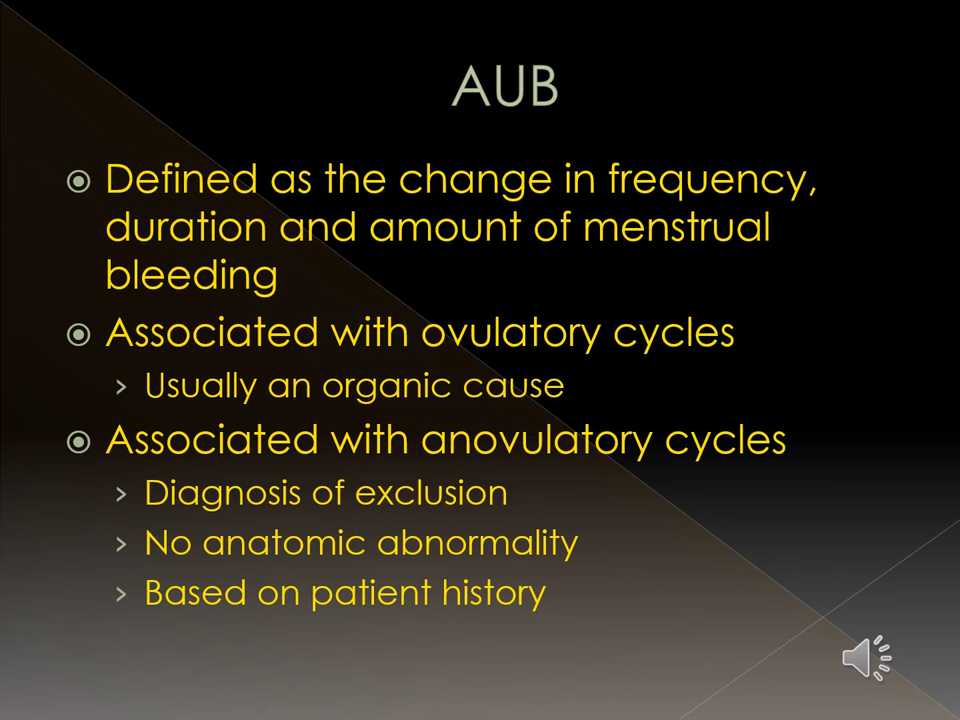 AUB
Defined as the change in frequency,
duration and amount of menstrual
bleeding
Associated with ovulatory cycles
Usually an organic cause
Associated with anovulatory cycles
Diagnosis of exclusion
No anatomic abnormality
Based on patient history